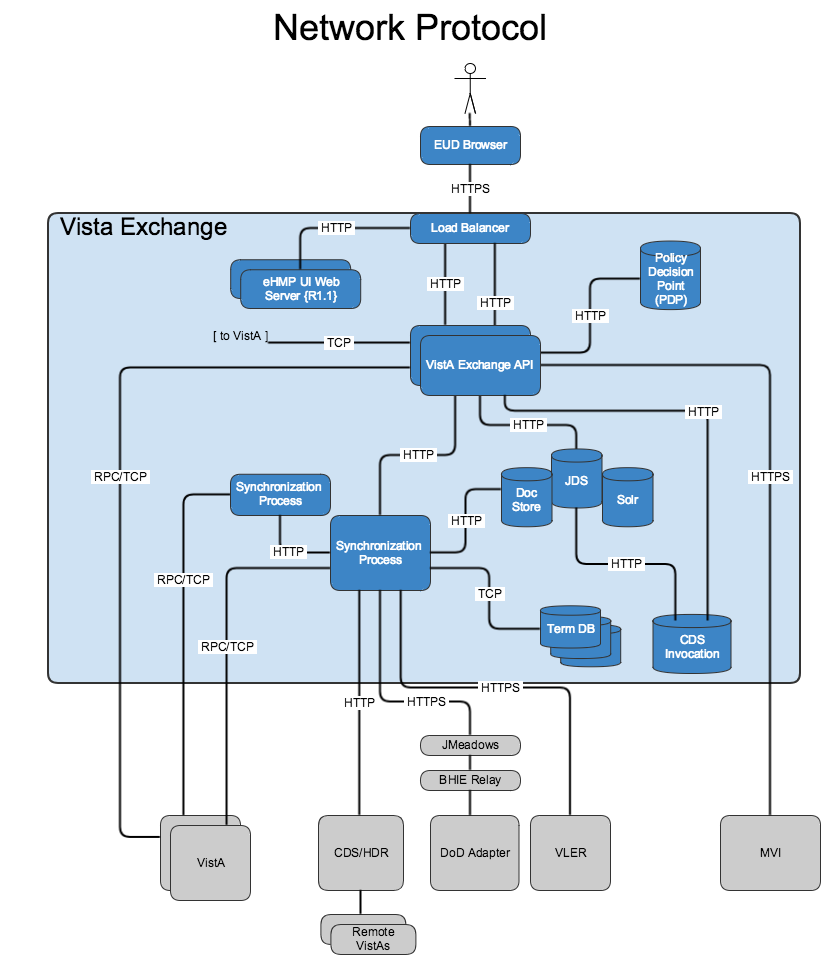 Network Protocol
EUD Browser
HTTPS
Vista Exchange
Load Balancer
HTTP
eHMP UI Web
Server {R1.1}
HTTP
HTTP
Policy
Decision
Point
(PDP)
HTTP
[ to VistA ]
TCP
VistA Exchange API
HTTP
HTTP
HTTP
RPC/TCP
HTTPS
Synchronization
Process
Doc
Store
JDS
Solr
HTTP
HTTP
Synchronization
Process
HTTP
RPC/TCP
TCP
RPC/TCP
Term DB
CDS
Invocation
HTTP
HTTPS
HTTPS
JMeadows
BHIE Relay
VistA
CDS/HDR
DoD Adapter
VLER
MVI
Remote
VistAs